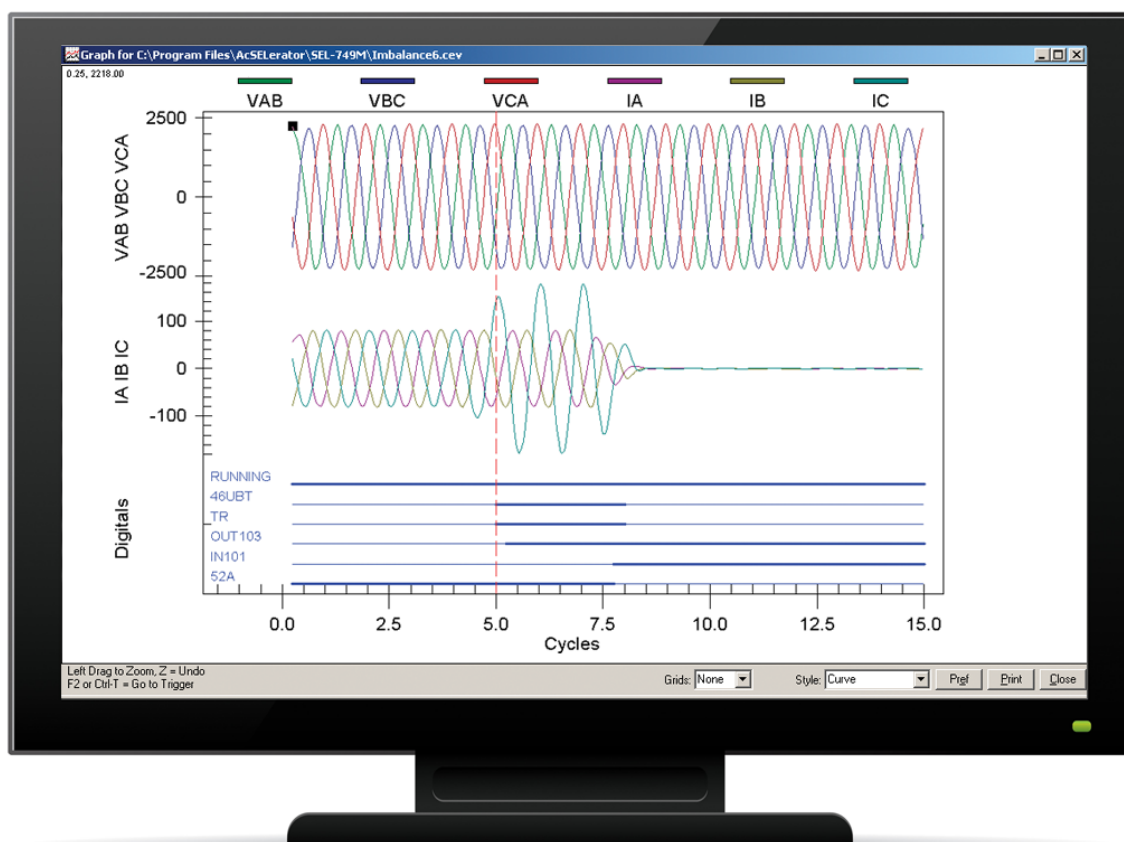 Graph for C:\Program Files\AcSELerator\SEL-749M\Imbalance6.cev
0.25, 2218.00
VAB VBC VCA IA IB IC
VAB VBC VCA
2500
0
-2500
IA IB IC
100
0
-100
Digitals
RUNNING
46UBT
TR
OUT103
IN101
52A
0.0 2.5 5.0 7.5 10.0 12.5 15.0
Cycles
Left Drag to Zoom, Z = Undo
F2 or Ctrl-T = Go to Trigger
Grids: None Style: Curve Pref Print Close